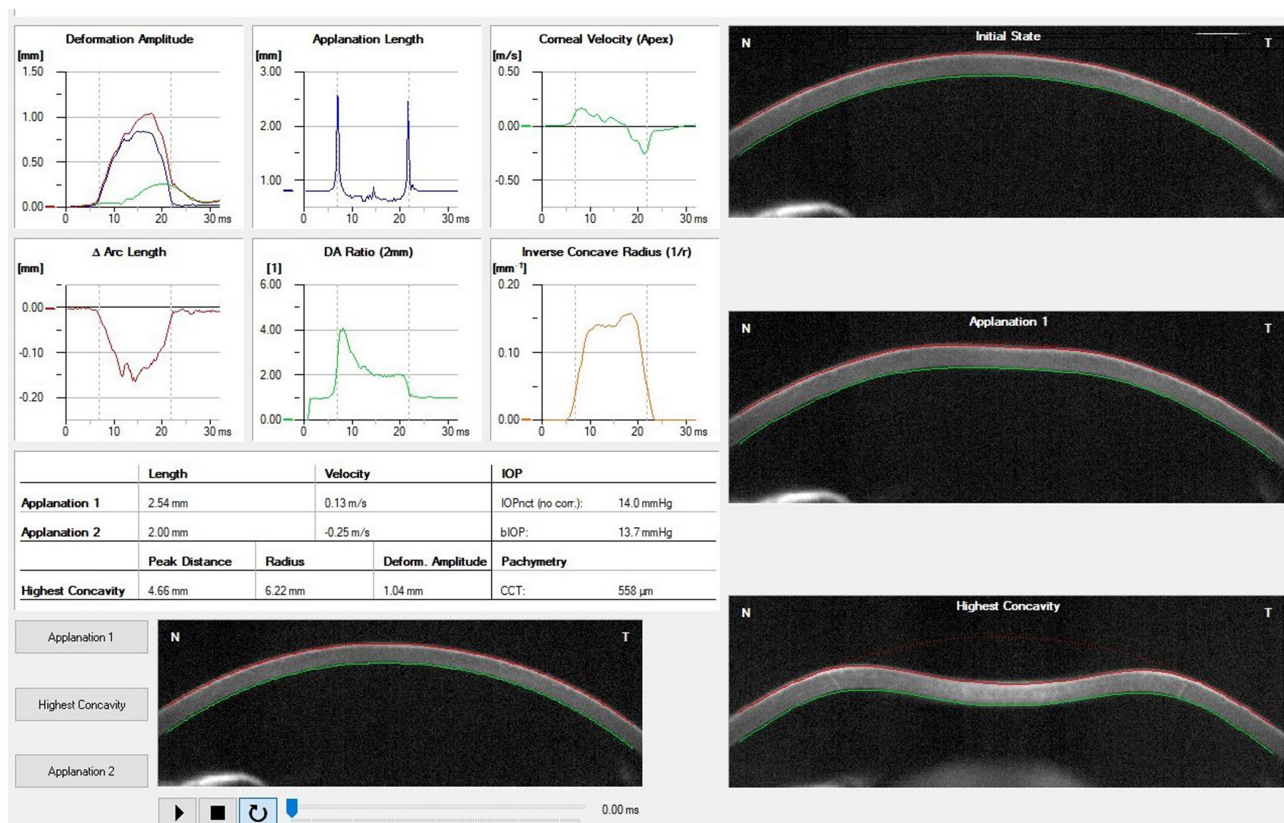 Deformation Amplitude
[mm]
1.50
1.00
0.50
0.00
0 10 20 30 ms
Applanation Length
[mm]
3.00
2.00
1.00
0 10 20 30 ms
Corneal Velocity (Apex)
[m/s]
0.50
0.00
-0.50
0 10 20 30 ms
Δ Arc Length
[mm]
0.00
-0.10
-0.20
0 10 20 30 ms
DA Ratio (2mm)
[1]
6.00
4.00
2.00
0.00
0 10 20 30 ms
Inverse Concave Radius (1/r)
[mm⁻¹]
0.20
0.10
0.00
0 10 20 30 ms
Length Velocity IOP
Applanation 1 2.54 mm 0.13 m/s IOPnct (no corr.): 14.0 mmHg
Applanation 2 2.00 mm -0.25 m/s bIOP: 13.7 mmHg
Peak Distance Radius Deform. Amplitude Pachymetry
Highest Concavity 4.66 mm 6.22 mm 1.04 mm CCT: 558 µm
Applanation 1
Highest Concavity
Applanation 2
N T
0.00 ms
N Initial State T
N Applanation 1 T
N Highest Concavity T